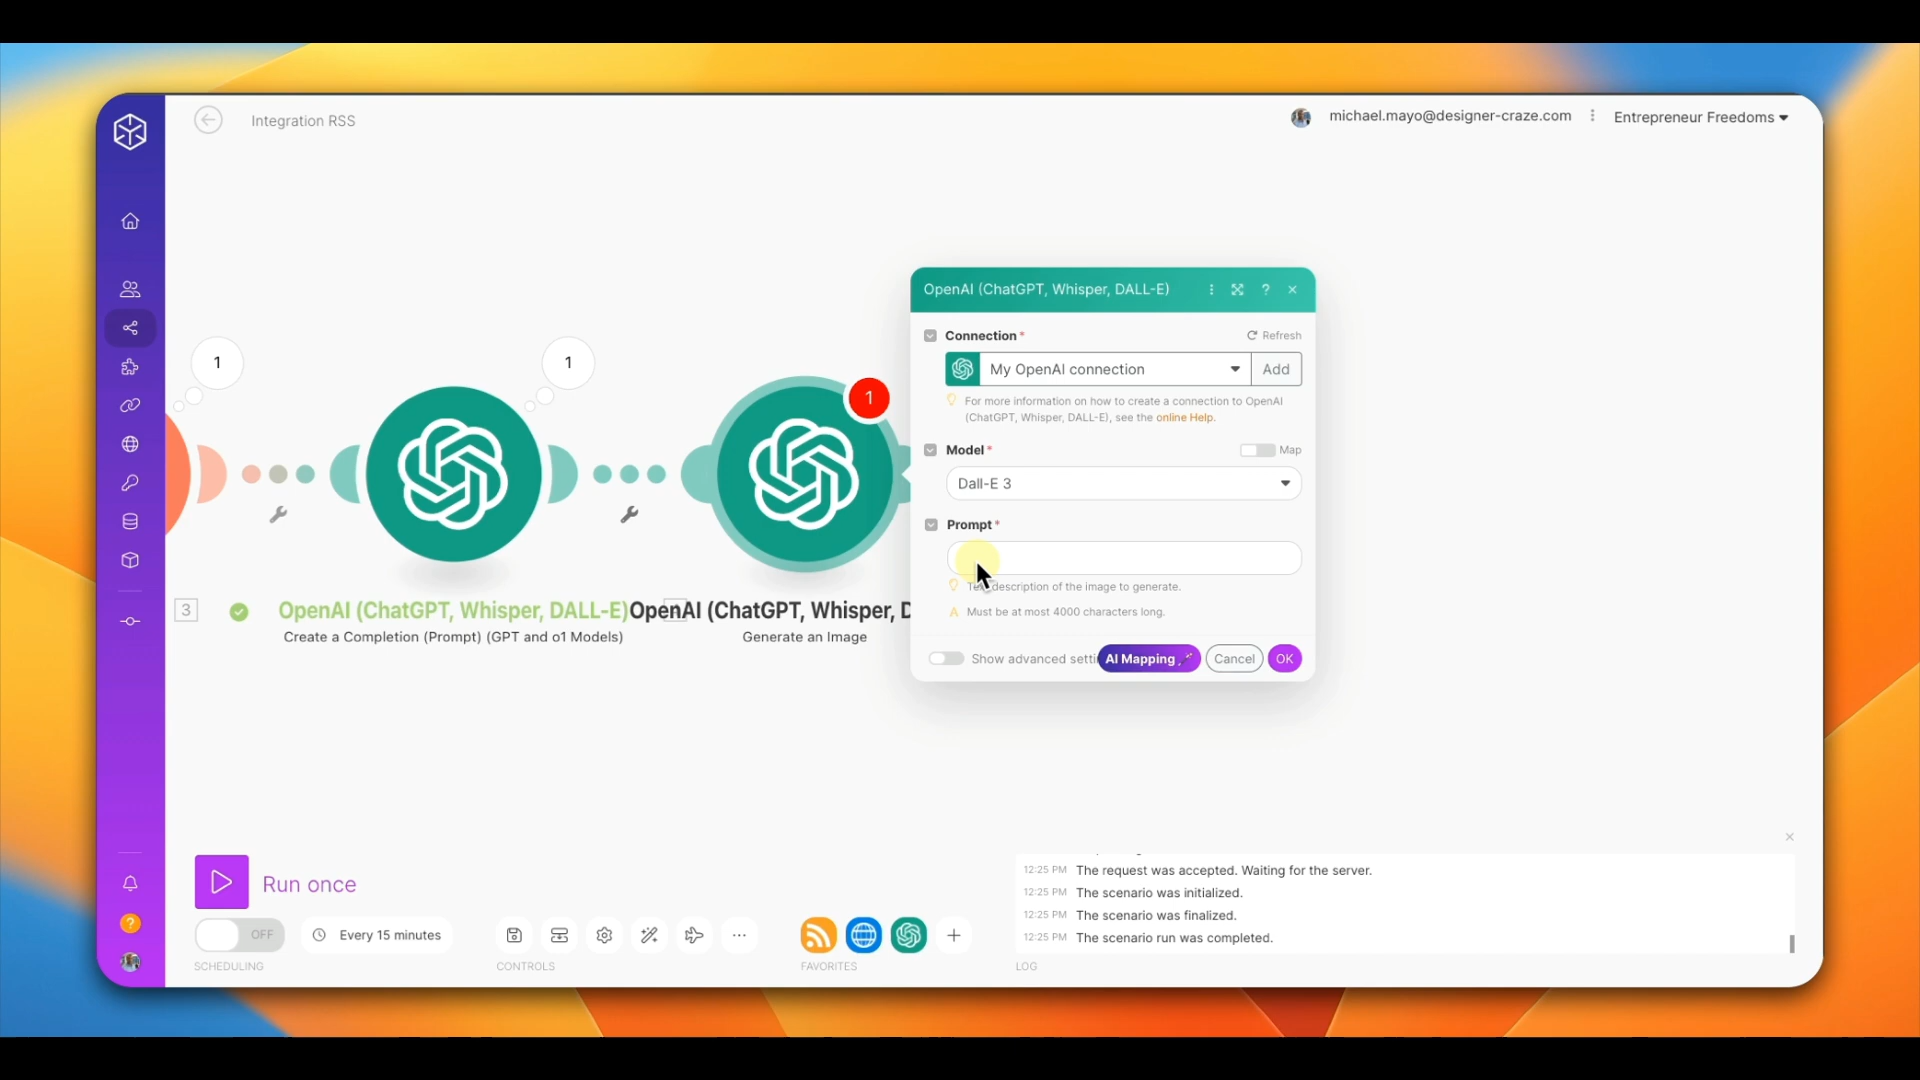 Integration RSS
michael.mayo@designer-craze.com
Entrepreneur Freedoms
OpenAI (ChatGPT, Whisper, DALL-E)
?
Connection*
Refresh
1
1
1
My OpenAI connection
Add
For more information on how to create a connection to OpenAI
(ChatGPT, Whisper, DALL-E), see the online Help.
Model*
Map
Dall-E 3
Prompt*
description of the image to generate.
Must be at most 4000 characters long.
3
OpenAI (ChatGPT, Whisper, DALL-E)
OpenAI (ChatGPT, Whisper, D
Create a Completion (Prompt) (GPT and o1 Models)
Generate an Image
Show advanced setti
AI Mapping
Cancel
OK
Run once
OFF
Every 15 minutes
SCHEDULING
CONTROLS
FAVORITES
?
12:25 PM The request was accepted. Waiting for the server.
12:25 PM The scenario was initialized.
12:25 PM The scenario was finalized.
12:25 PM The scenario run was completed.
LOG